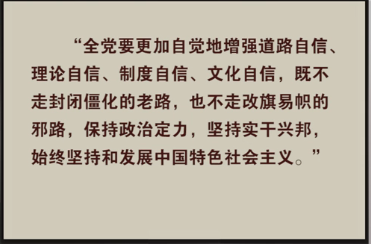 “全党要更加自觉地增强道路自信、
理论自信、制度自信、文化自信，既不
走封闭僵化的老路，也不走改旗易帜的
邪路，保持政治定力，坚持实干兴邦，
始终坚持和发展中国特色社会主义。”